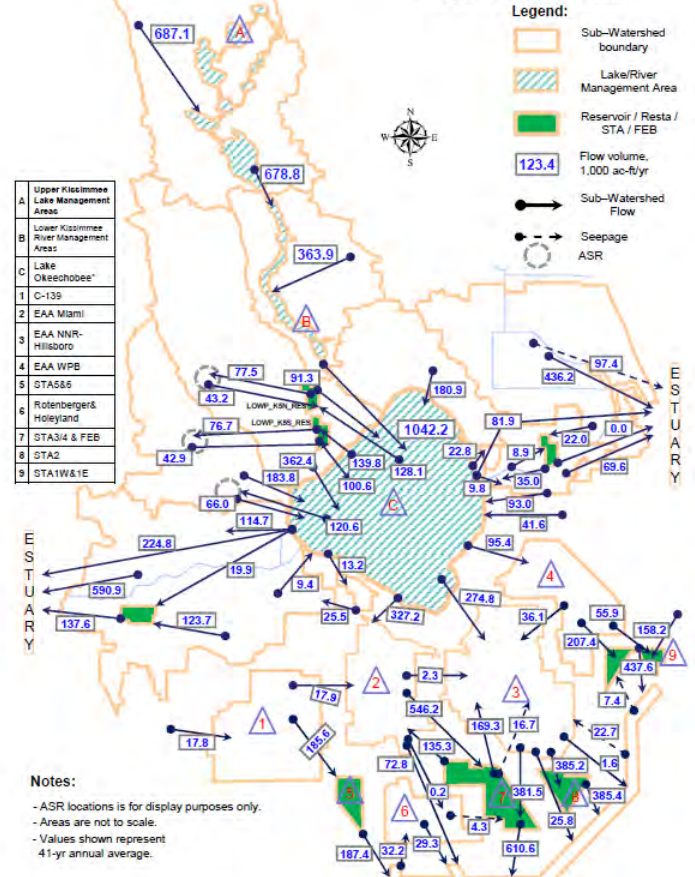 Legend:
Sub–Watershed
boundary
Lake/River
Management Area
Reservoir / Resta /
STA / FEB
123.4
Flow volume,
1,000 ac-ft/yr
Sub–Watershed
Flow
Seepage
ASR
N
W
E
S
A
Upper Kissimmee
Lake Management
Areas
B
Lower Kissimmee
River Management
Areas
C
Lake
Okeechobee*
1
C-139
2
EAA Miami
3
EAA NNR-
Hillsboro
4
EAA WPB
5
STA5&6
6
Rotenberger&
Holeyland
7
STA3/4 & FEB
8
STA2
9
STA1W&1E
687.1
A
678.8
363.9
B
77.5
91.3
43.2
LOWP_K5N_RES
76.7
LOWP_K5S_RES
42.9
180.9
1042.2
436.2
97.4
ESTUARY
81.9
0.0
22.0
8.9
22.8
69.6
35.0
9.8
93.0
41.6
139.8
128.1
100.6
362.4
183.8
66.0
120.6
C
114.7
224.8
ESTUARY
590.9
19.9
137.6
123.7
9.4
13.2
25.5
327.2
95.4
274.8
4
36.1
55.9
158.2
207.4
9
437.6
7.4
2.3
17.9
2
546.2
3
1
17.8
185.6
169.3
16.7
22.7
1.6
135.3
72.8
385.2
0.2
381.5
385.4
5
7
8
6
4.3
25.8
610.6
187.4
32.2
29.3
Notes:
- ASR locations is for display purposes only.
- Areas are not to scale.
- Values shown represent
41-yr annual average.